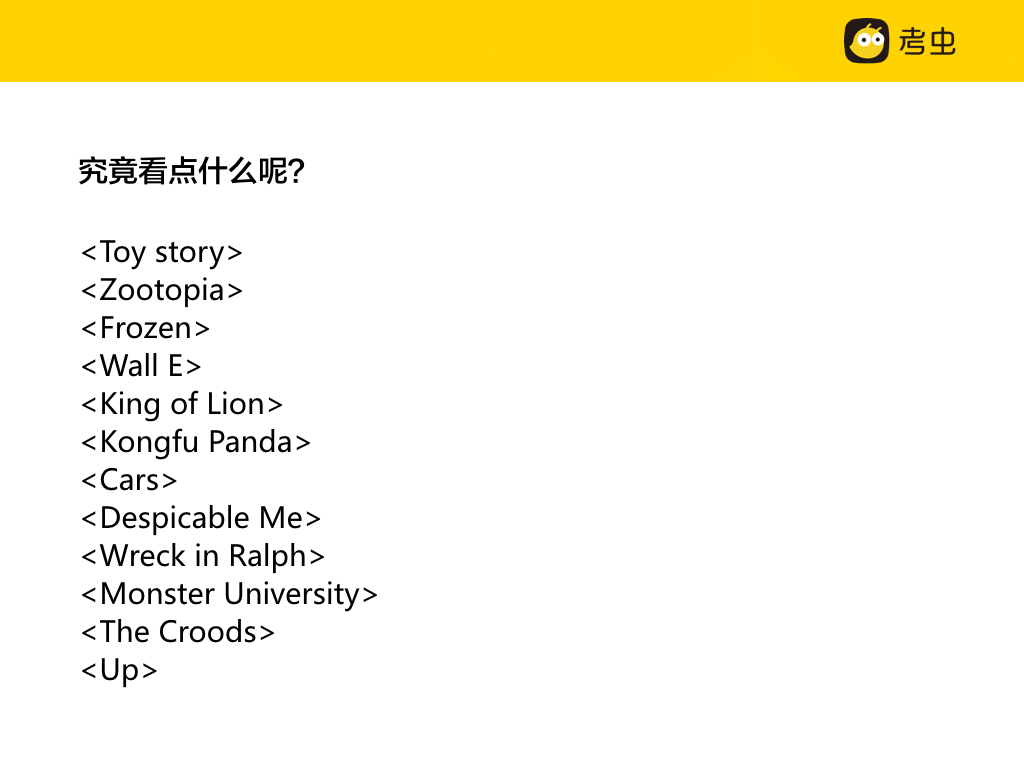 考虫
究竟看点什么呢？
<Toy story>
<Zootopia>
<Frozen>
<Wall E>
<King of Lion>
<Kongfu Panda>
<Cars>
<Despicable Me>
<Wreck in Ralph>
<Monster University>
<The Croods>
<Up>